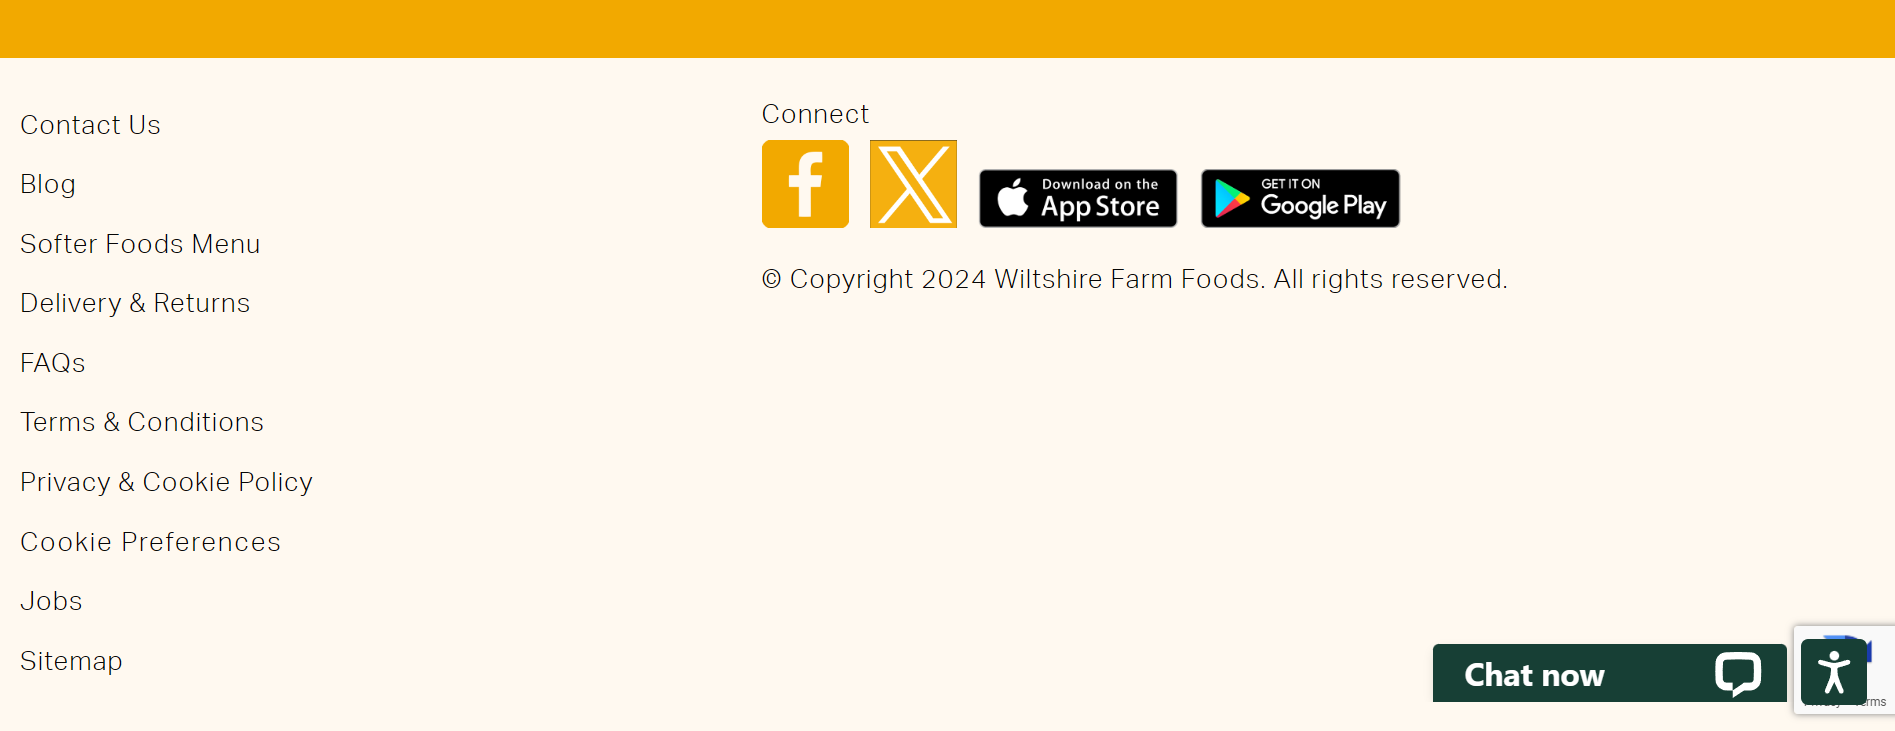 Contact Us
Blog
Softer Foods Menu
Delivery & Returns
FAQs
Terms & Conditions
Privacy & Cookie Policy
Cookie Preferences
Jobs
Sitemap
Connect
Download on the
App Store
GET IT ON
Google Play
© Copyright 2024 Wiltshire Farm Foods. All rights reserved.
Chat now